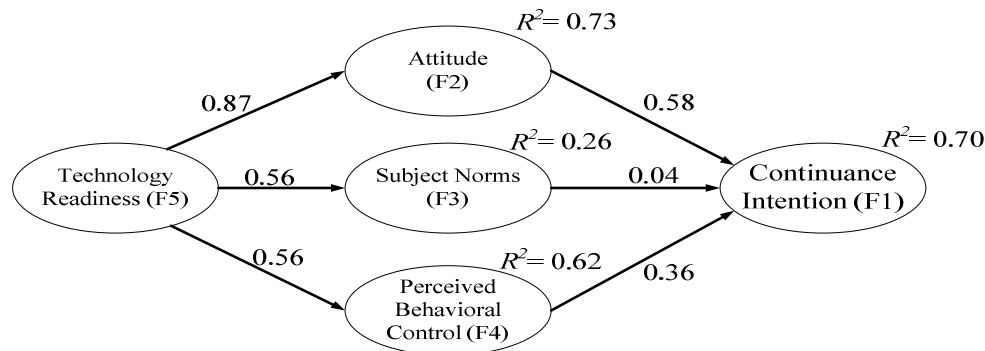 R²= 0.73
Attitude
(F2)
0.87
0.58
R²= 0.26
R²= 0.70
Technology
Readiness (F5)
0.56
Subject Norms
(F3)
0.04
Continuance
Intention (F1)
0.56
R²= 0.62
0.36
Perceived
Behavioral
Control (F4)